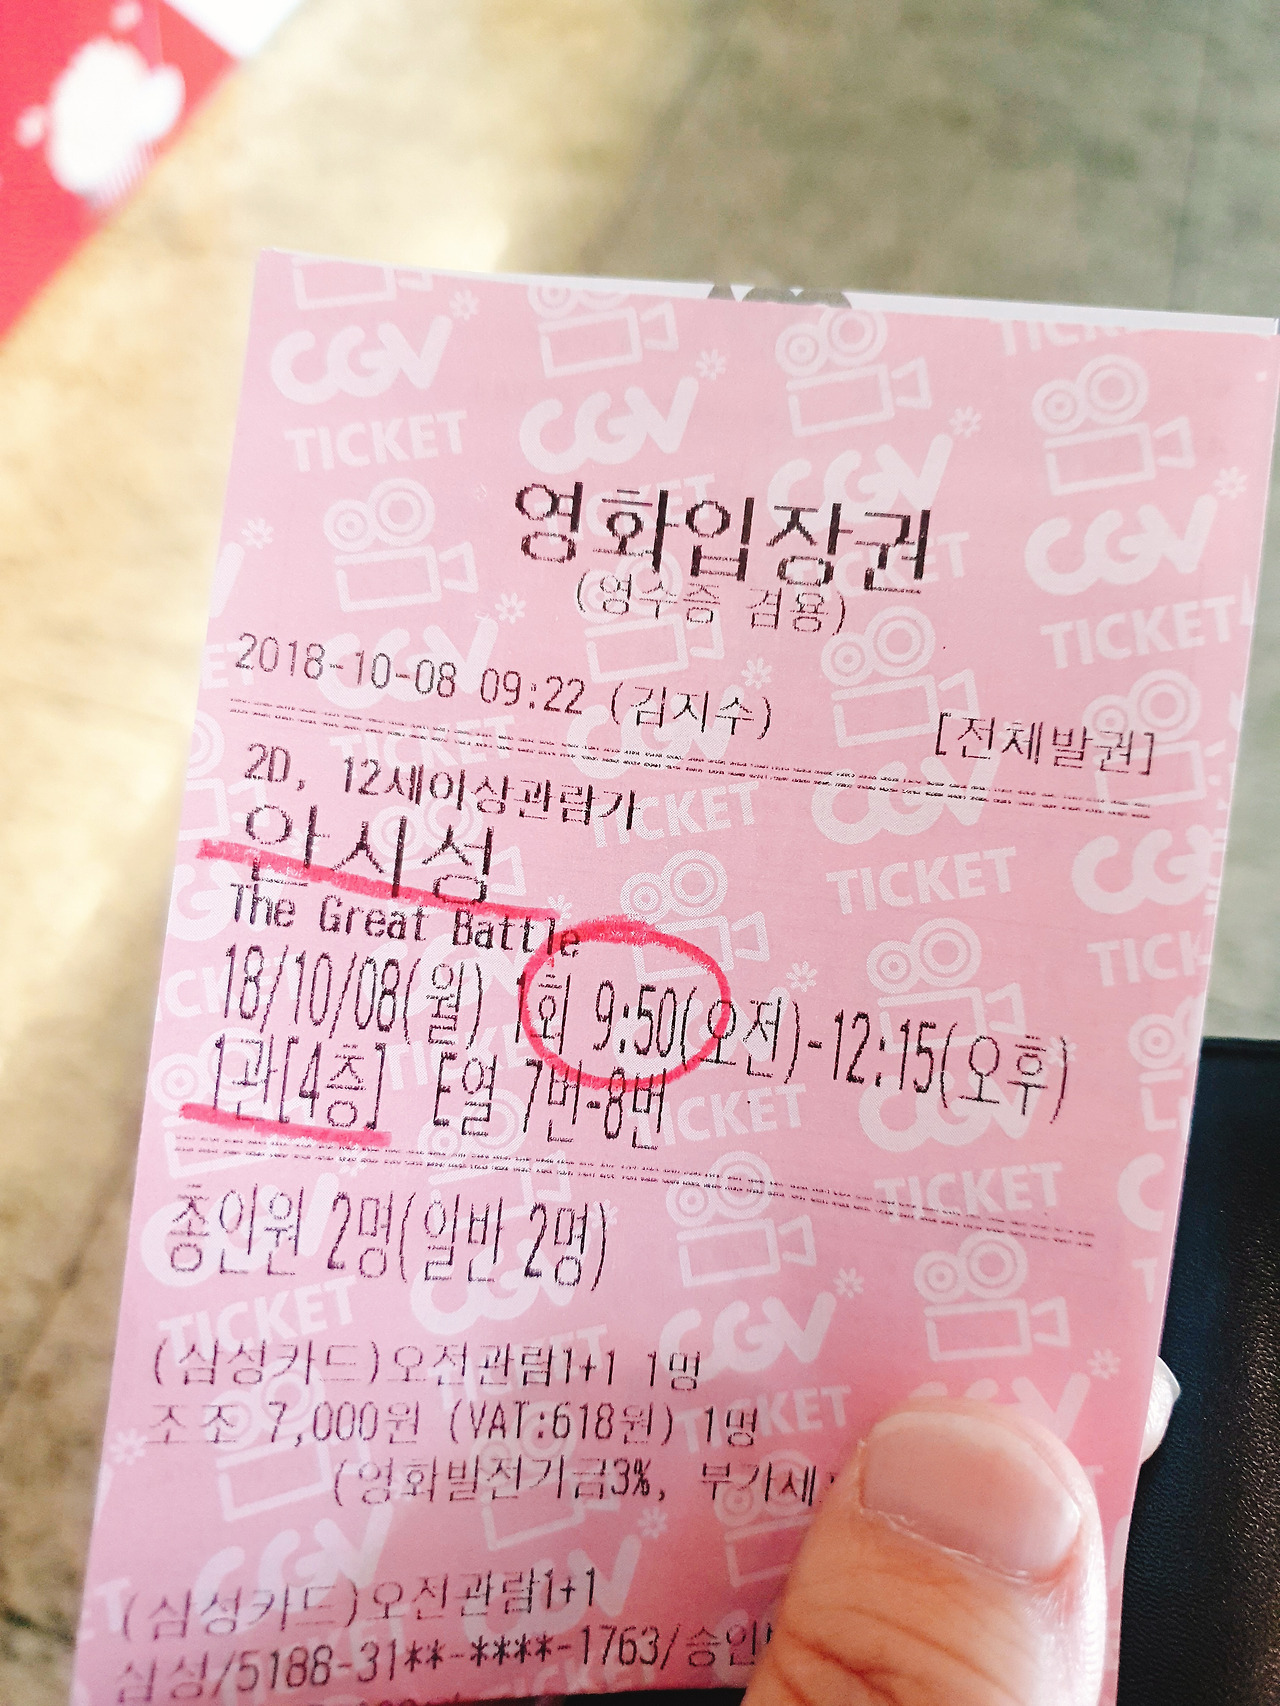 CGV TICKET
영화입장권
(영수증 겸용)
2018-10-08 09:22 (김지수)
[전체발권]
2D, 12세이상관람가
안시성
The Great Battle
18/10/08(월) 1회 9:50(오전)-12:15(오후)
1관[4층] E열 7번-8번
총인원 2명(일반 2명)
(삼성카드)오전관람1+1 1명
조조 7,000원 (VAT:618원) 1명
(영화발전기금3%, 부가세
(삼성카드)오전관람1+1
삼성/5188-31**-****-1763/승인